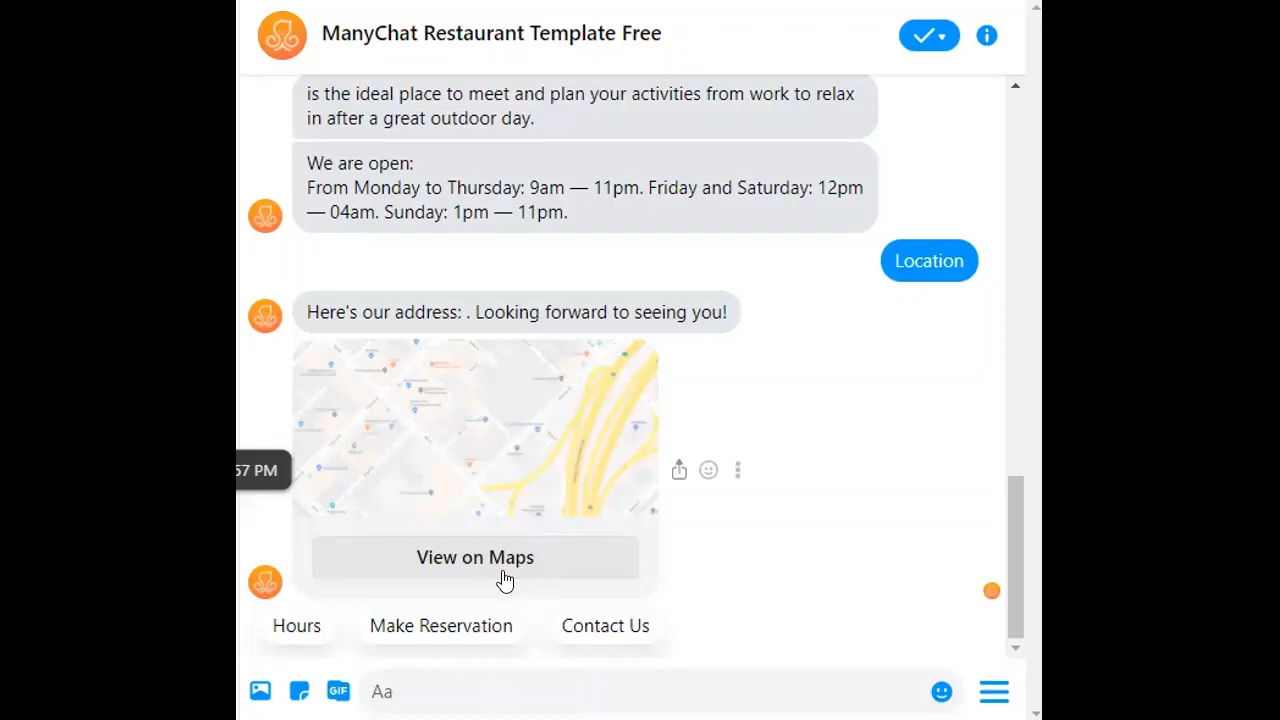 ManyChat Restaurant Template Free
is the ideal place to meet and plan your activities from work to relax
in after a great outdoor day.
We are open:
From Monday to Thursday: 9am — 11pm. Friday and Saturday: 12pm
— 04am. Sunday: 1pm — 11pm.
Location
Here's our address: . Looking forward to seeing you!
57 PM
View on Maps
Hours
Make Reservation
Contact Us
GIF
Aa